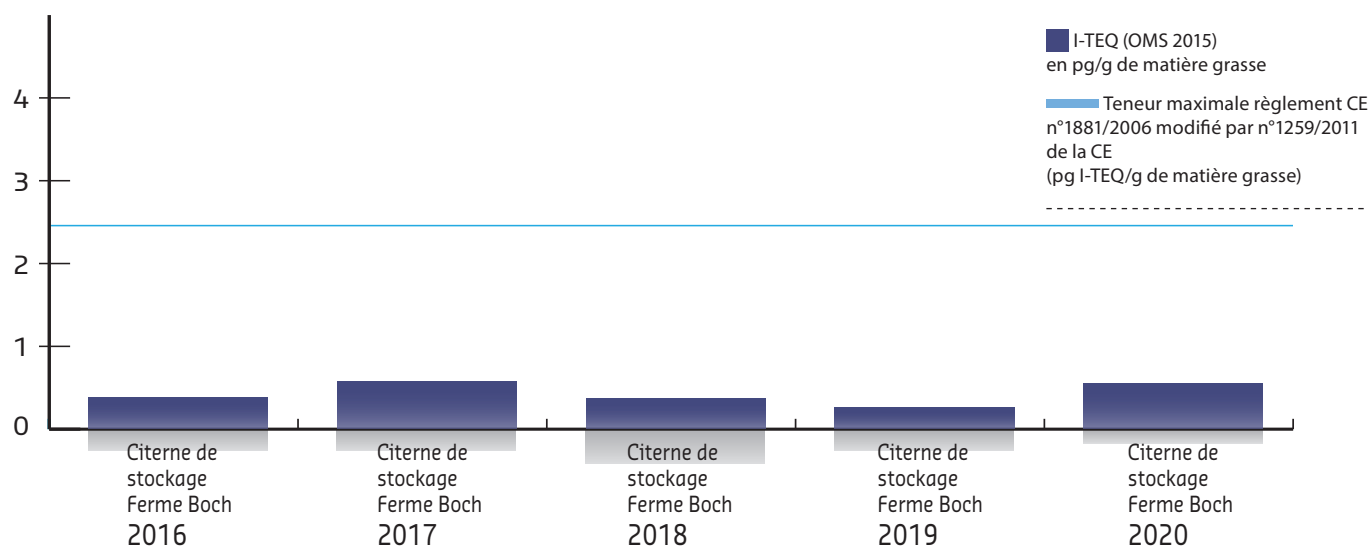 I-TEQ (OMS 2015)
en pg/g de matière grasse
Teneur maximale règlement CE
n°1881/2006 modifié par n°1259/2011
de la CE
(pg I-TEQ/g de matière grasse)
4
3
2
1
0
Citerne de
stockage
Ferme Boch
2016
Citerne de
stockage
Ferme Boch
2017
Citerne de
stockage
Ferme Boch
2018
Citerne de
stockage
Ferme Boch
2019
Citerne de
stockage
Ferme Boch
2020